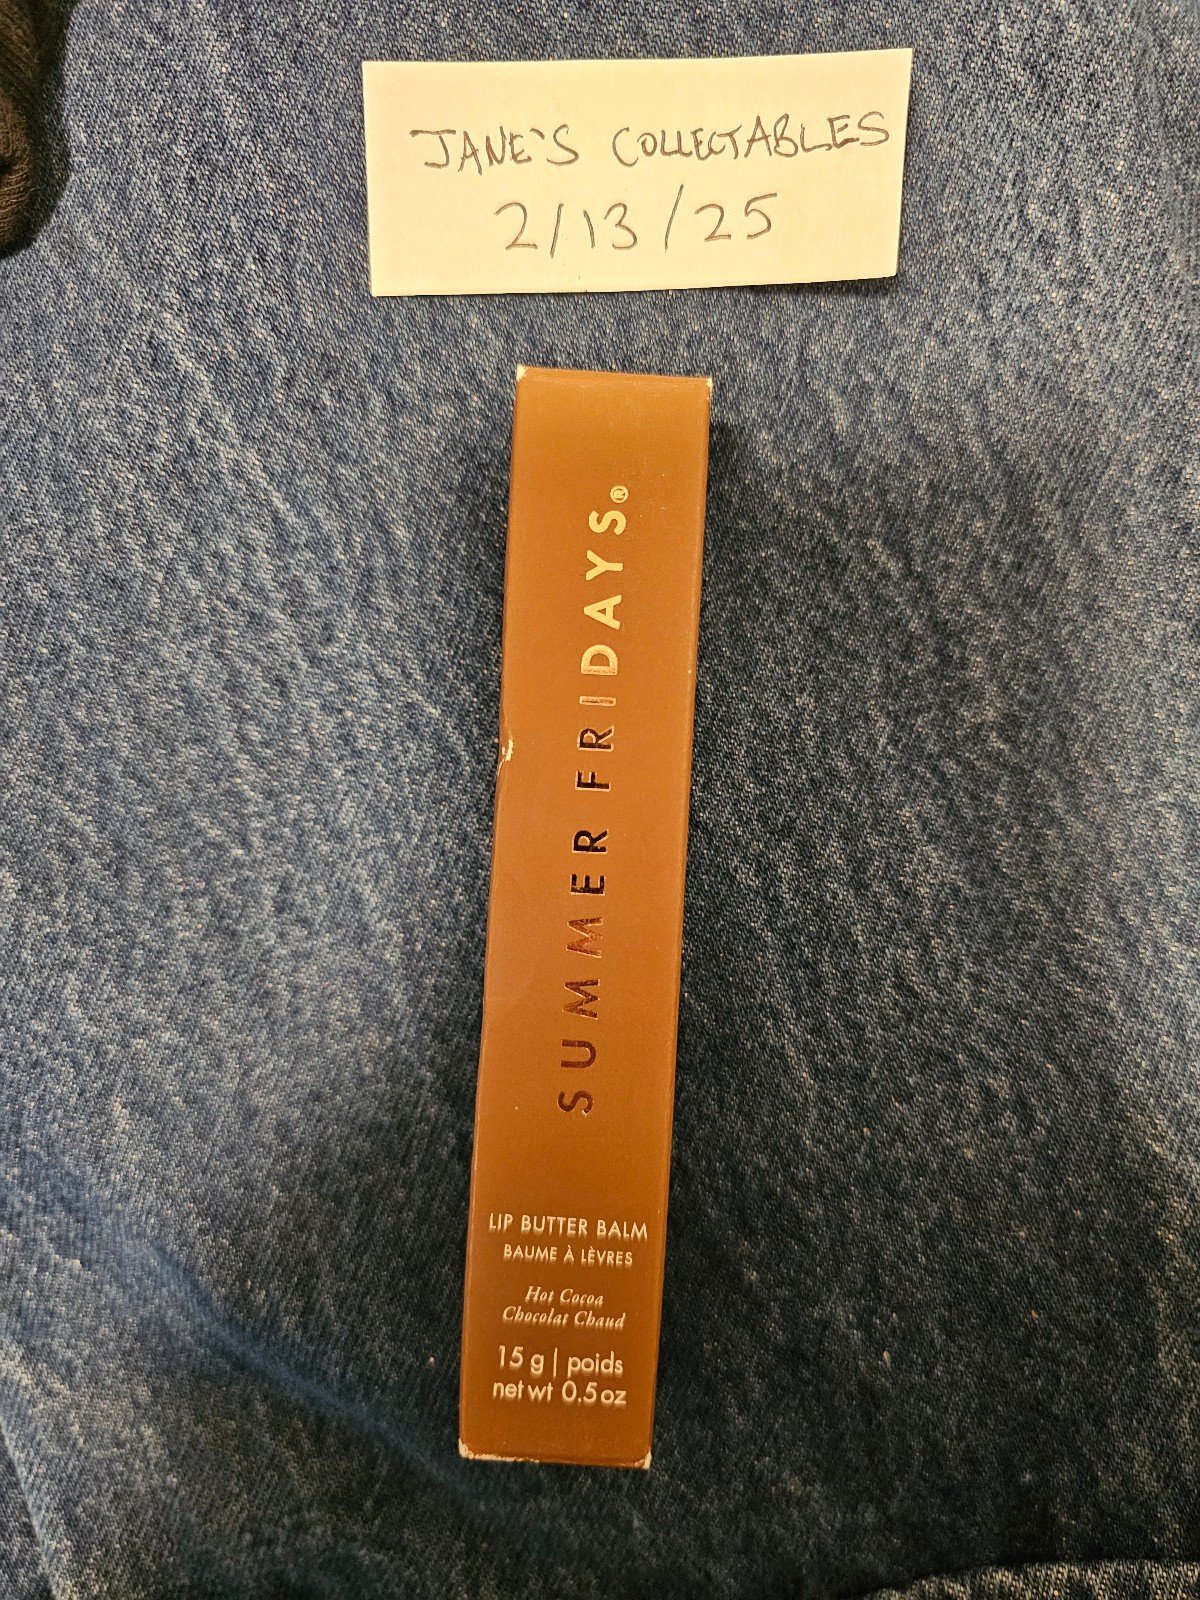 JANE'S COLLECTABLES
2/13/25
SUMMER FRIDAYS®
LIP BUTTER BALM
BAUME À LÈVRES
Hot Cocoa
Chocolat Chaud
15 g | poids
net wt 0.5 oz